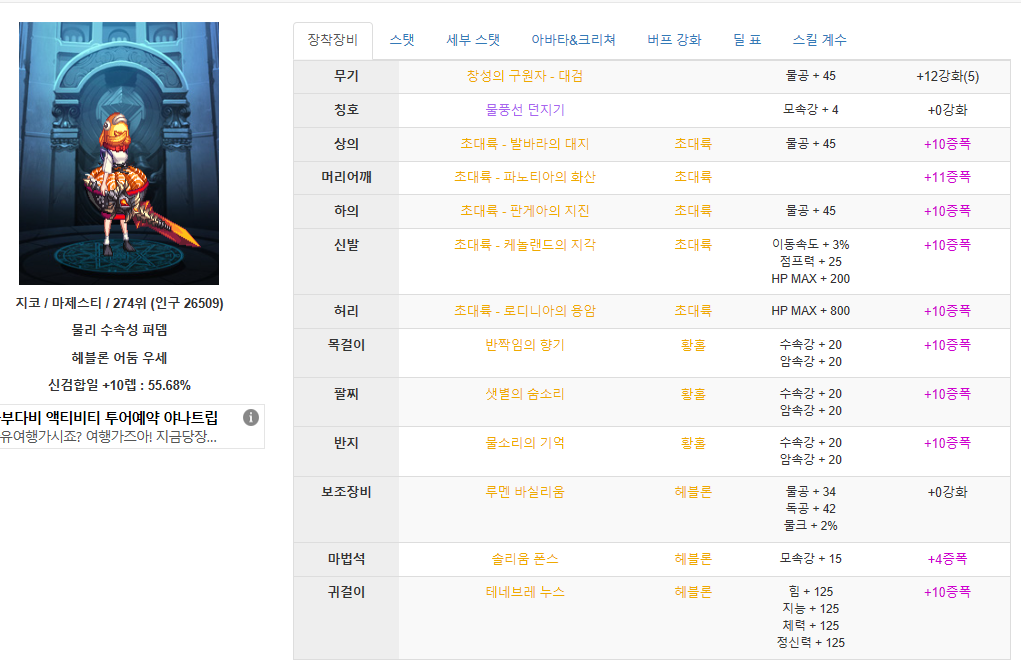 장착장비 스탯 세부 스탯 아바타&크리쳐 버프 강화 딜 표 스킬 계수
지코 / 마제스티 / 274위 (인구 26509)
물리 수속성 퍼뎀
헤블론 어둠 우세
신검합일 +10렙 : 55.68%
부다비 액티비티 투어예약 야나트립
유여행가시죠? 여행가즈아! 지금당장...
무기 창성의 구원자 - 대검 물공 + 45 +12강화(5)
칭호 물풍선 던지기 모속강 + 4 +0강화
상의 초대륙 - 발바라의 대지 초대륙 물공 + 45 +10증폭
머리어깨 초대륙 - 파노티아의 화산 초대륙 +11증폭
하의 초대륙 - 판게아의 지진 초대륙 물공 + 45 +10증폭
신발 초대륙 - 케놀랜드의 지각 초대륙 이동속도 + 3% +10증폭
점프력 + 25
HP MAX + 200
허리 초대륙 - 로디니아의 용암 초대륙 HP MAX + 800 +10증폭
목걸이 반짝임의 향기 황홀 수속강 + 20 +10증폭
암속강 + 20
팔찌 샛별의 숨소리 황홀 수속강 + 20 +10증폭
암속강 + 20
반지 물소리의 기억 황홀 수속강 + 20 +10증폭
암속강 + 20
보조장비 루멘 바실리움 헤블론 물공 + 34 +0강화
독공 + 42
물크 + 2%
마법석 솔리움 폰스 헤블론 모속강 + 15 +4증폭
귀걸이 테네브레 누스 헤블론 힘 + 125 +10증폭
지능 + 125
체력 + 125
정신력 + 125